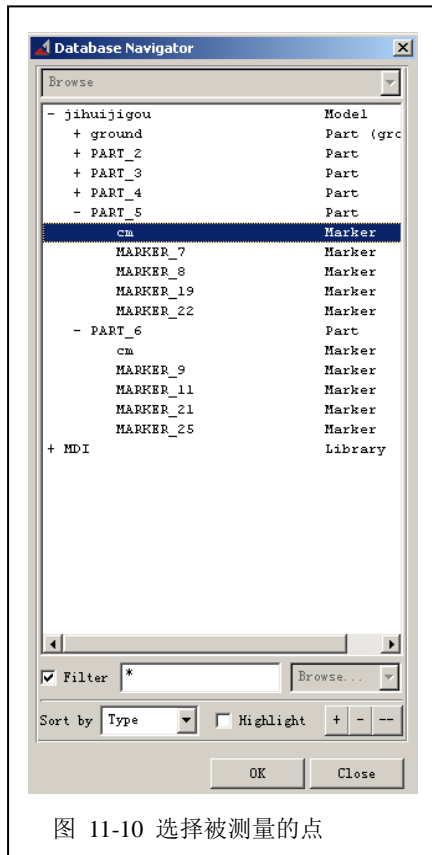 Database Navigator
Browse
- jihuijigou Model
+ ground Part (grc
+ PART_2 Part
+ PART_3 Part
+ PART_4 Part
- PART_5 Part
cm Marker
MARKER_7 Marker
MARKER_8 Marker
MARKER_19 Marker
MARKER_22 Marker
- PART_6 Part
cm Marker
MARKER_9 Marker
MARKER_11 Marker
MARKER_21 Marker
MARKER_25 Marker
+ MDI Library
Filter * Browse...
Sort by Type Highlight + - --
OK Close
图 11-10 选择被测量的点